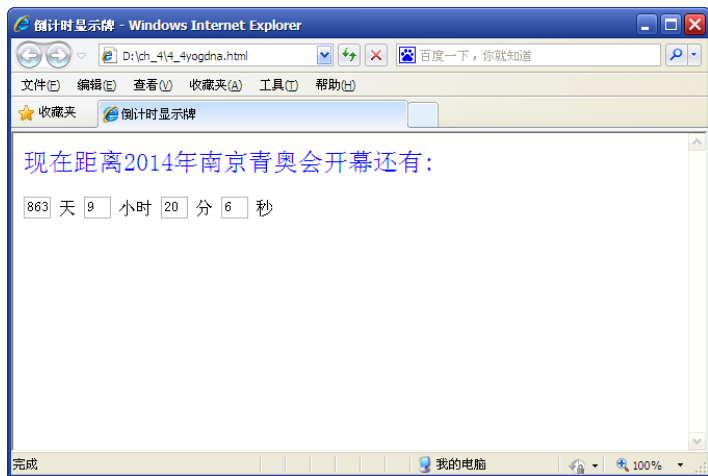 倒计时显示牌 - Windows Internet Explorer
D:\ch_4\4_4yogdna.html 百度一下，你就知道
文件(F) 编辑(E) 查看(V) 收藏夹(A) 工具(T) 帮助(H)
收藏夹 倒计时显示牌
现在距离2014年南京青奥会开幕还有:
863 天 9 小时 20 分 6 秒
完成 我的电脑 100%